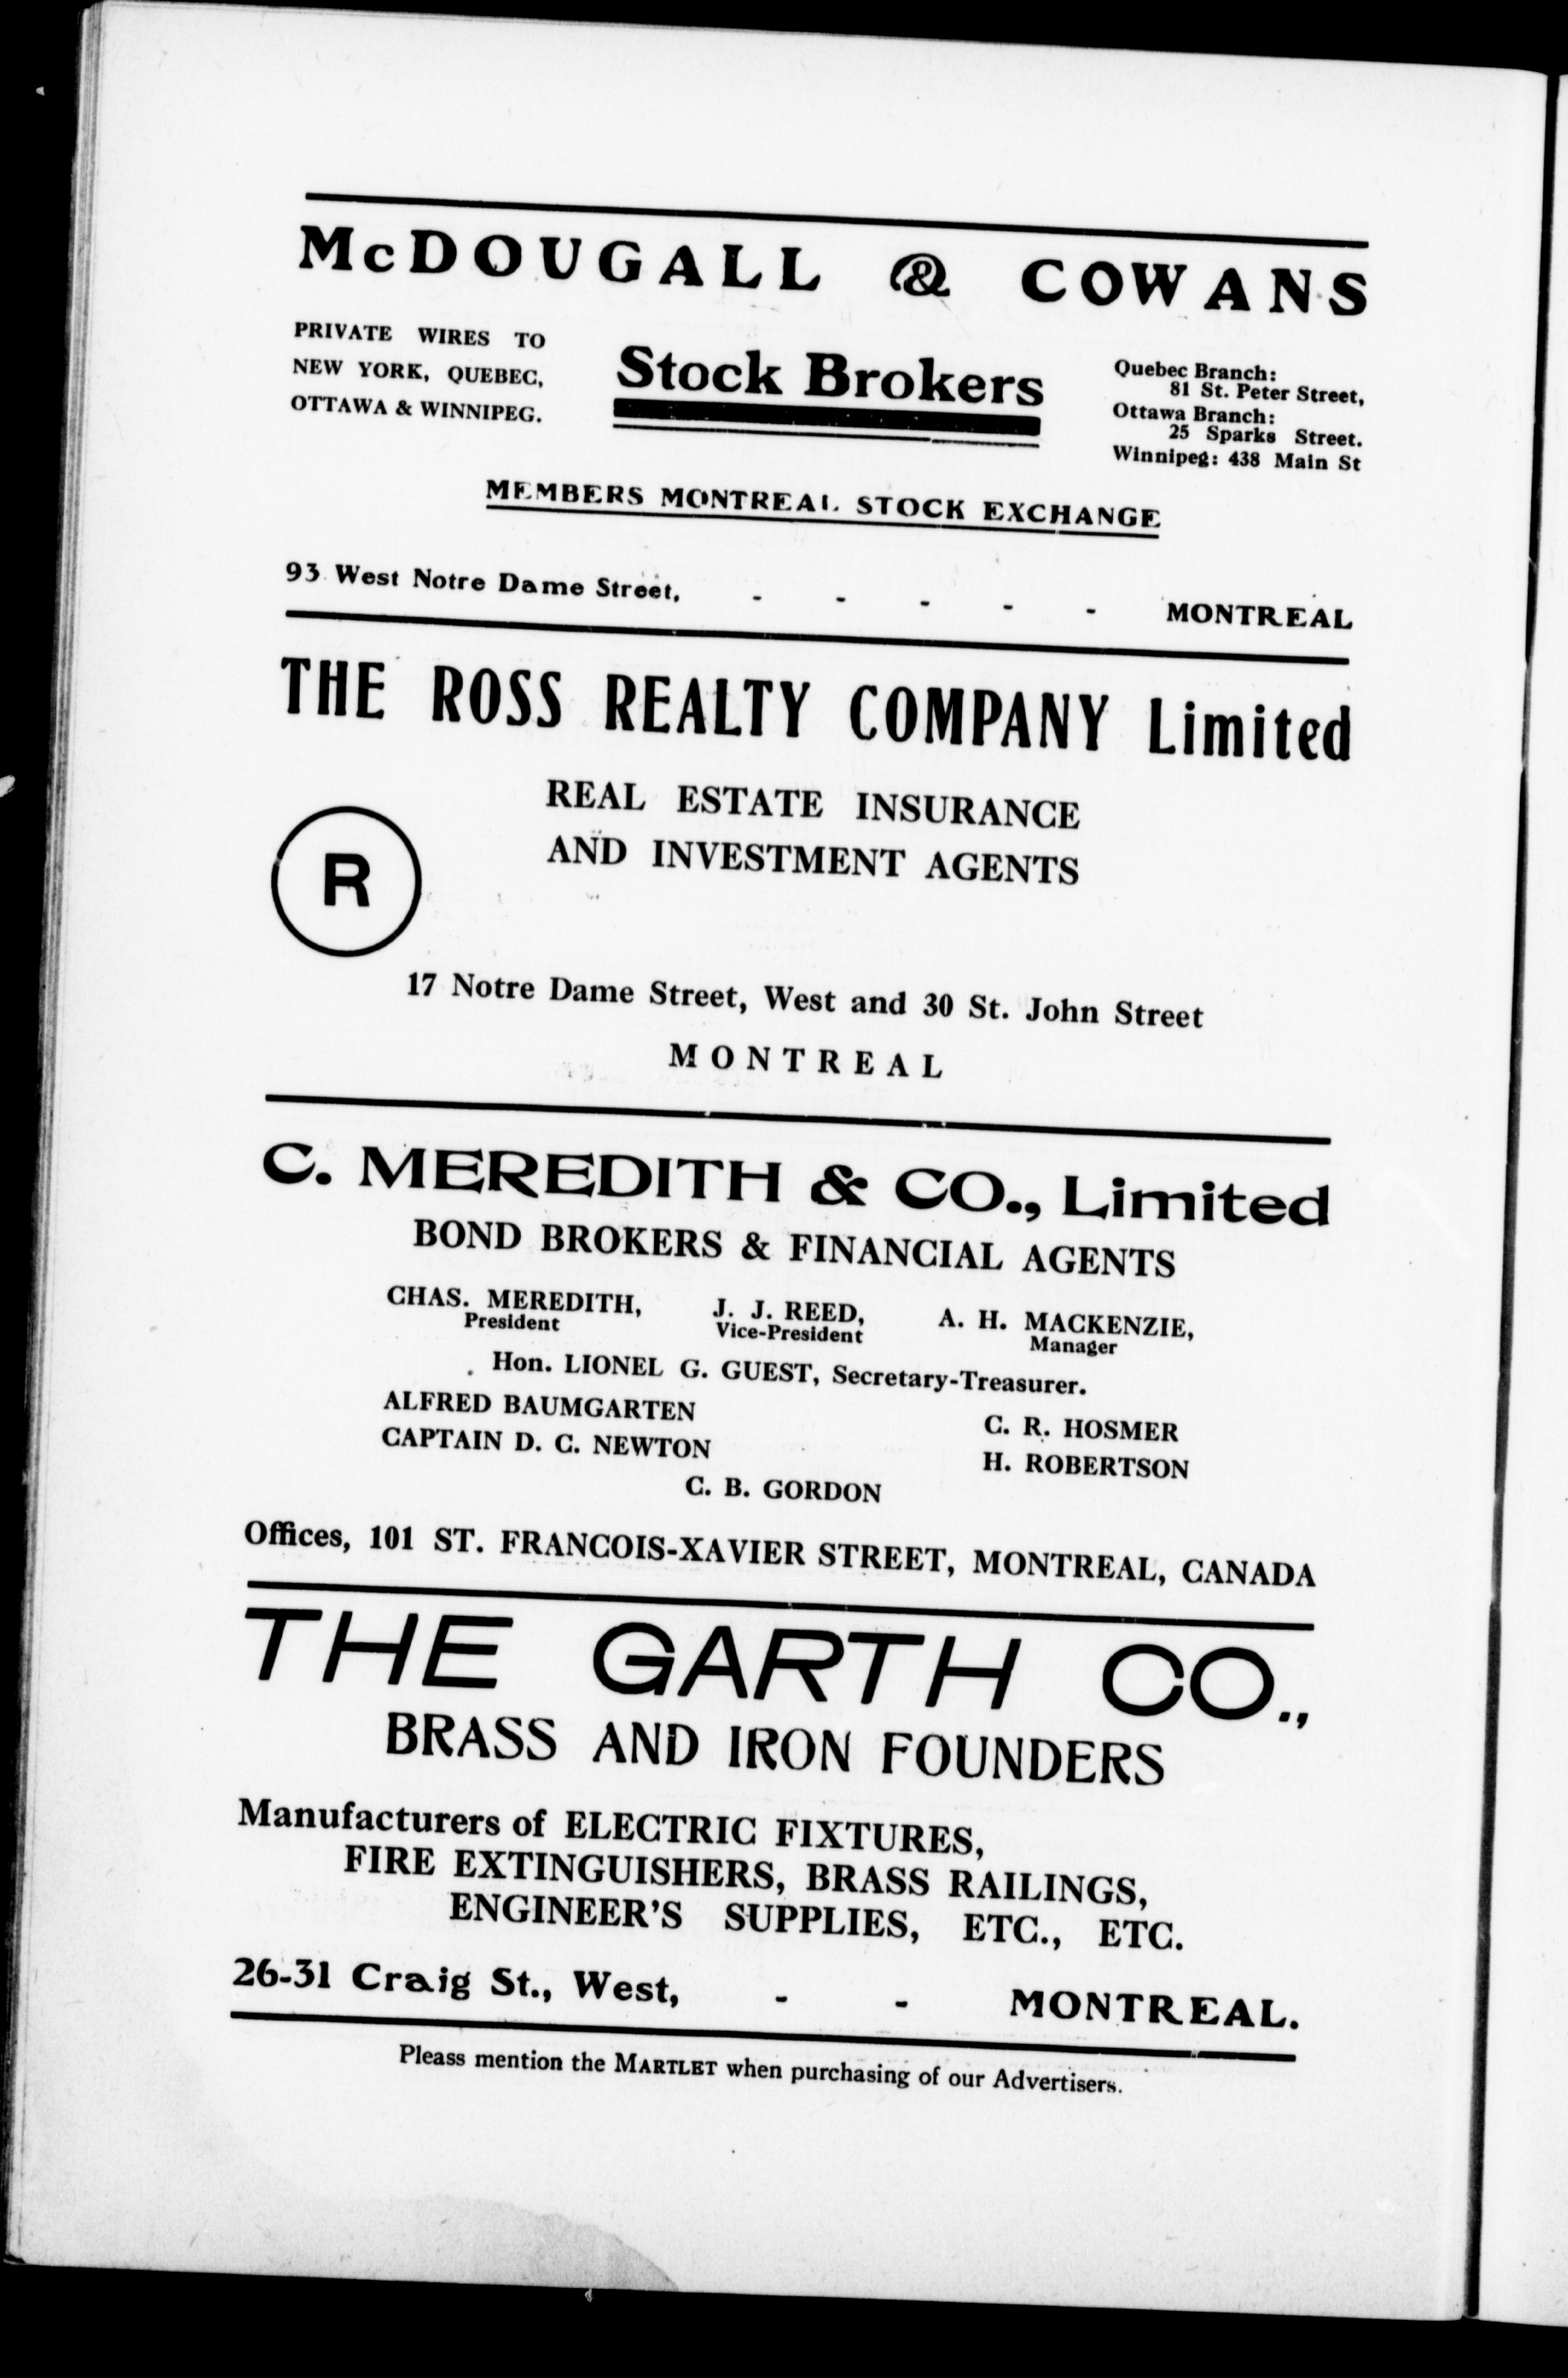 McDOUGALL & COWANS
PRIVATE WIRES TO
NEW YORK, QUEBEC,
OTTAWA & WINNIPEG.
Stock Brokers
Quebec Branch:
81 St. Peter Street,
Ottawa Branch:
25 Sparks Street.
Winnipeg: 438 Main St
MEMBERS MONTREAL STOCK EXCHANGE
93 West Notre Dame Street, - - - - - MONTREAL
THE ROSS REALTY COMPANY Limited
REAL ESTATE INSURANCE
AND INVESTMENT AGENTS
R
17 Notre Dame Street, West and 30 St. John Street
MONTREAL
C. MEREDITH & CO., Limited
BOND BROKERS & FINANCIAL AGENTS
CHAS. MEREDITH, J. J. REED, A. H. MACKENZIE,
President Vice-President Manager
Hon. LIONEL G. GUEST, Secretary-Treasurer.
ALFRED BAUMGARTEN C. R. HOSMER
CAPTAIN D. C. NEWTON H. ROBERTSON
C. B. GORDON
Offices, 101 ST. FRANCOIS-XAVIER STREET, MONTREAL, CANADA
THE GARTH CO.,
BRASS AND IRON FOUNDERS
Manufacturers of ELECTRIC FIXTURES,
FIRE EXTINGUISHERS, BRASS RAILINGS,
ENGINEER'S SUPPLIES, ETC., ETC.
26-31 Craig St., West, - - MONTREAL.
Pleass mention the MARTLET when purchasing of our Advertisers.